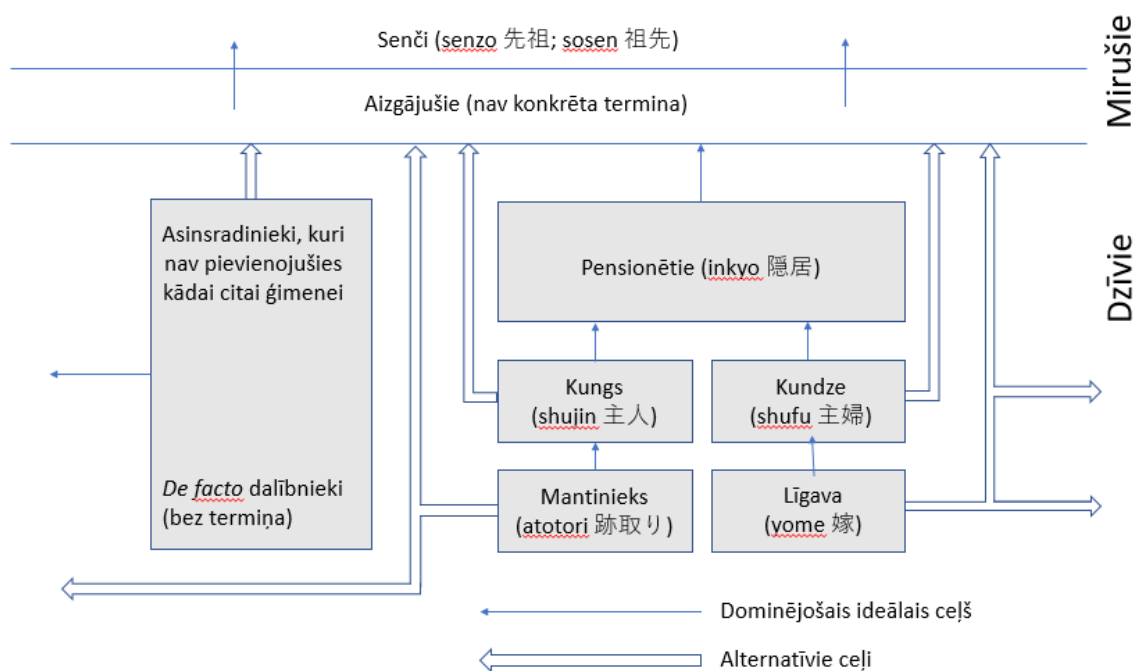 Senči (senzo 先祖; sosen 祖先)
Mirušie
Aizgājušie (nav konkrēta termina)
Asinsradinieki, kuri
nav pievienojušies
kādai citai ģimenei
De facto dalībnieki
(bez termiņa)
Pensionētie (inkyo 隠居)
Dzīvie
Kungs
(shujin 主人)
Kundze
(shufu 主婦)
Mantinieks
(atotori 跡取り)
Līgava
(yome 嫁)
Dominējošais ideālais ceļš
Alternatīvie ceļi